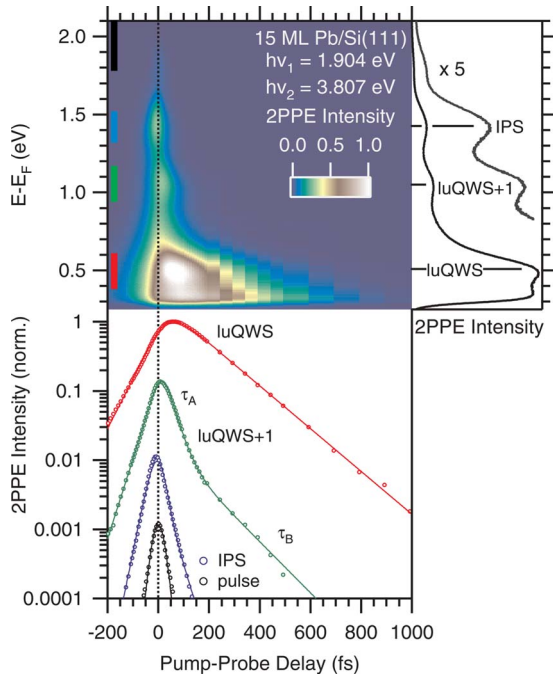 2.0
1.5
1.0
0.5
E-E_F (eV)
15 ML Pb/Si(111)
hν₁ = 1.904 eV
hν₂ = 3.807 eV
2PPE Intensity
0.0 0.5 1.0
x 5
IPS
luQWS+1
luQWS
2PPE Intensity
1
0.1
0.01
0.001
0.0001
2PPE Intensity (norm.)
luQWS
τ_A
luQWS+1
τ_B
IPS
pulse
-200 0 200 400 600 800 1000
Pump-Probe Delay (fs)